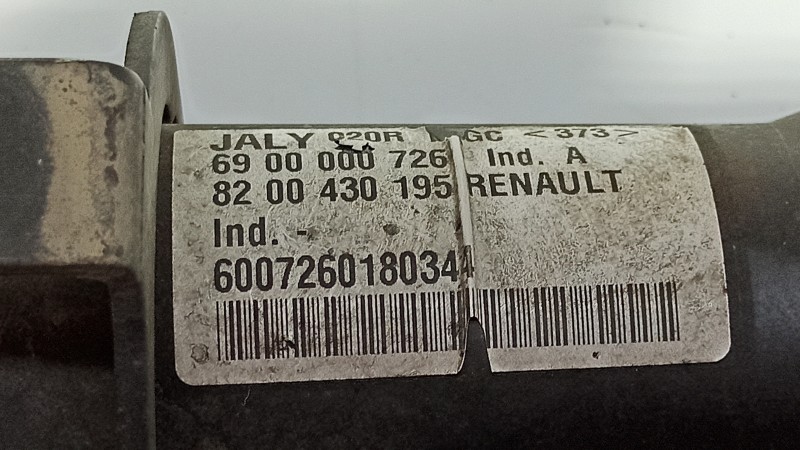 JALY 020R GC <373>
69 00 000 726 Ind. A
82 00 430 195 RENAULT
Ind. -
6007260180344